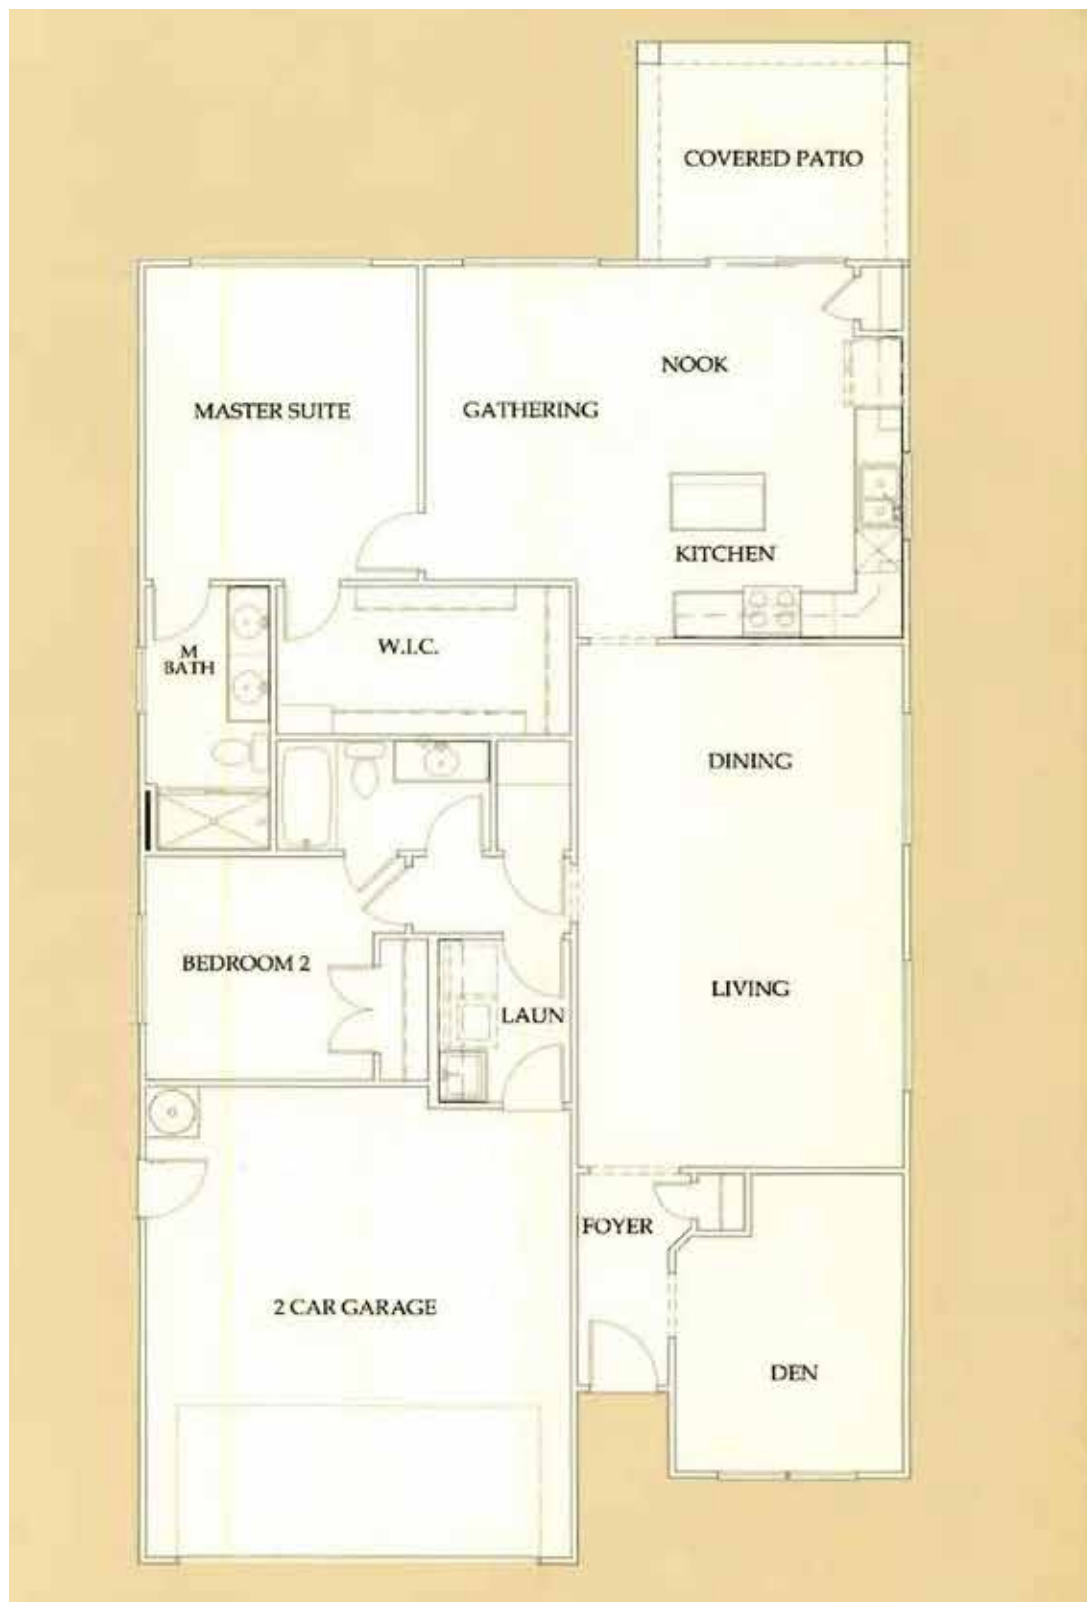 COVERED PATIO
NOOK
MASTER SUITE
GATHERING
KITCHEN
W.I.C.
M
BATH
DINING
BEDROOM 2
LIVING
LAUN
FOYER
2 CAR GARAGE
DEN